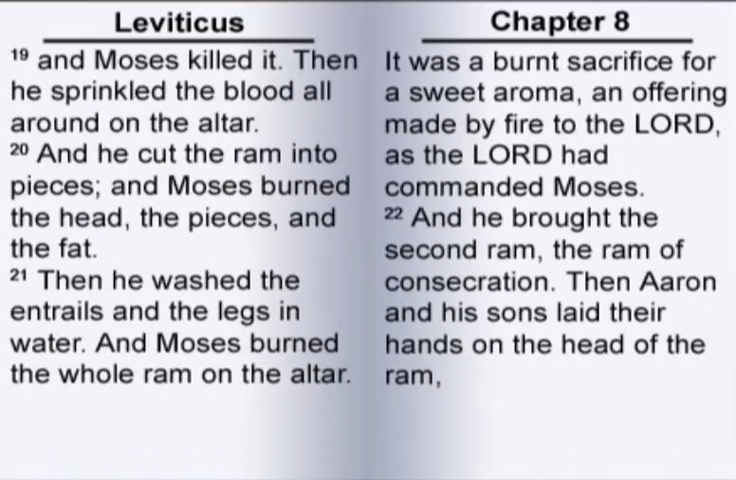 Leviticus
19 and Moses killed it. Then
he sprinkled the blood all
around on the altar.
20 And he cut the ram into
pieces; and Moses burned
the head, the pieces, and
the fat.
21 Then he washed the
entrails and the legs in
water. And Moses burned
the whole ram on the altar.
Chapter 8
It was a burnt sacrifice for
a sweet aroma, an offering
made by fire to the LORD,
as the LORD had
commanded Moses.
22 And he brought the
second ram, the ram of
consecration. Then Aaron
and his sons laid their
hands on the head of the
ram,